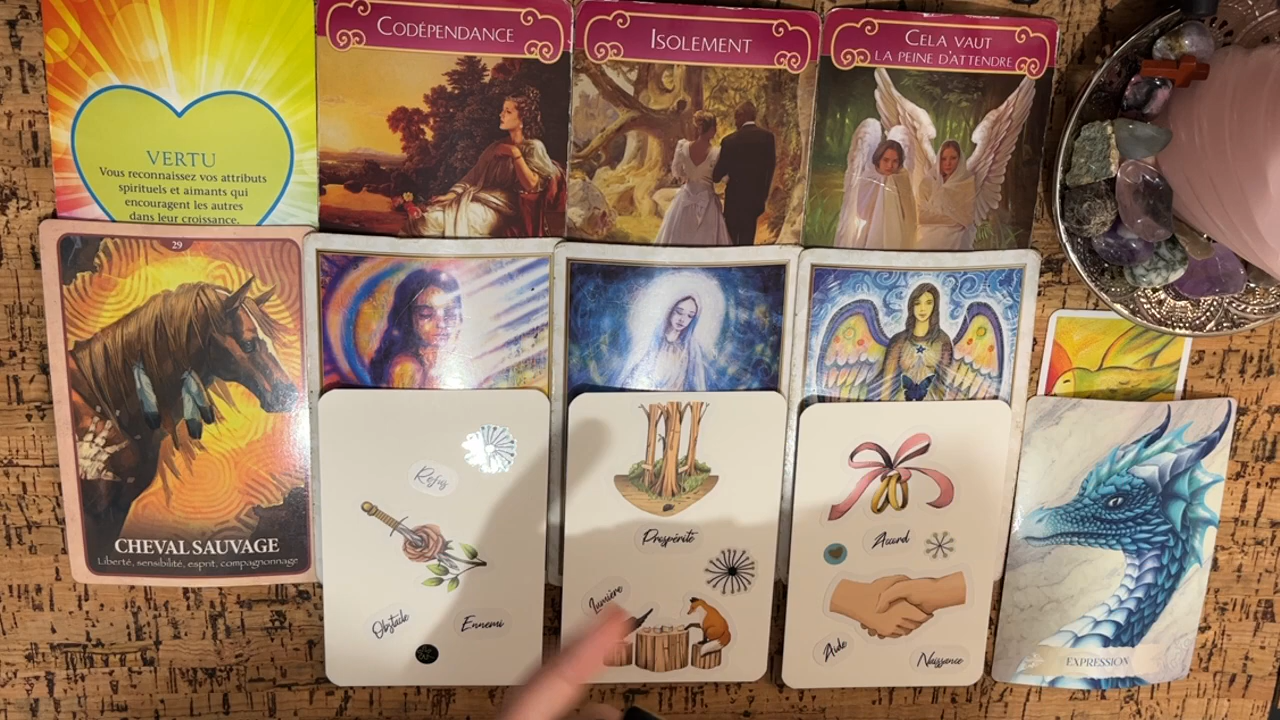 VERTU
Vous reconnaissez vos attributs
spirituels et aimants qui
encouragent les autres
dans leur croissance.
CODÉPENDANCE
ISOLEMENT
CELA VAUT
LA PEINE D'ATTENDRE
29
CHEVAL SAUVAGE
Liberté, sensibilité, esprit, compagnonnage
Refus
Obstacle
Ennemi
Prospérité
Lumière
Accord
Aide
Naissance
EXPRESSION